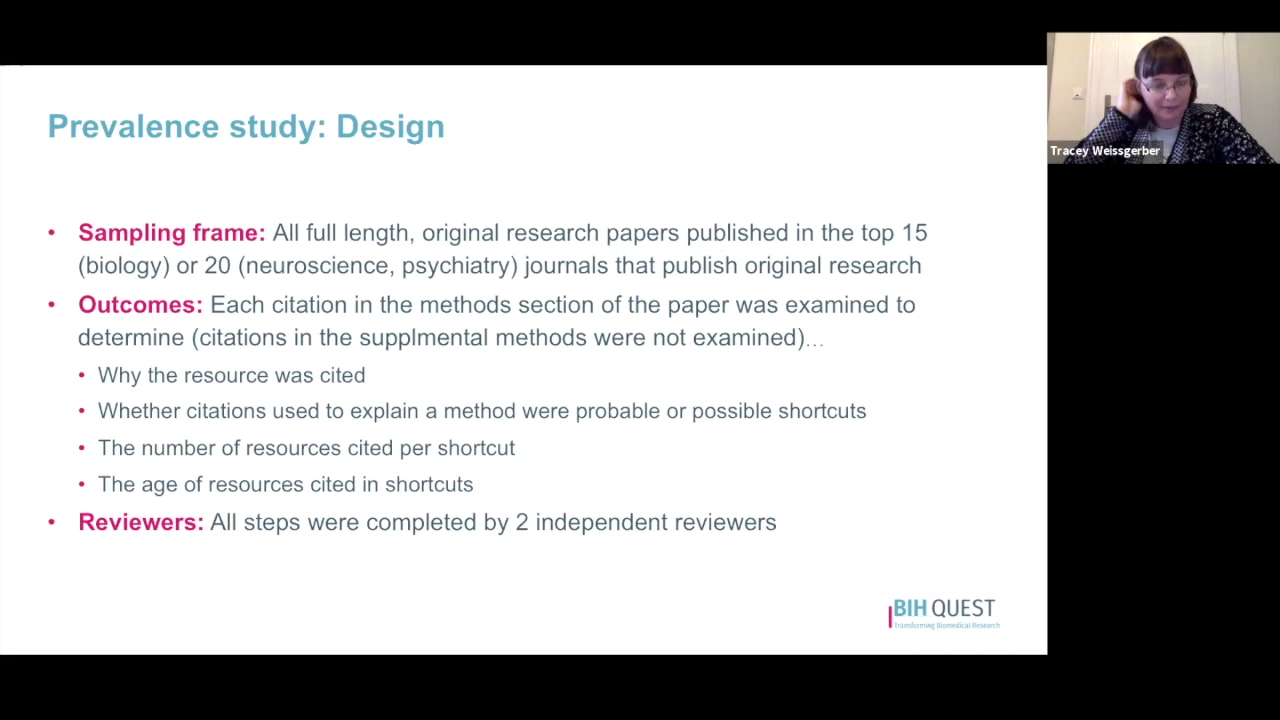 Prevalence study: Design
Tracey Weissgerber
• Sampling frame: All full length, original research papers published in the top 15
(biology) or 20 (neuroscience, psychiatry) journals that publish original research
• Outcomes: Each citation in the methods section of the paper was examined to
determine (citations in the supplmental methods were not examined)…
• Why the resource was cited
• Whether citations used to explain a method were probable or possible shortcuts
• The number of resources cited per shortcut
• The age of resources cited in shortcuts
• Reviewers: All steps were completed by 2 independent reviewers
BIH QUEST
Transforming Biomedical Research